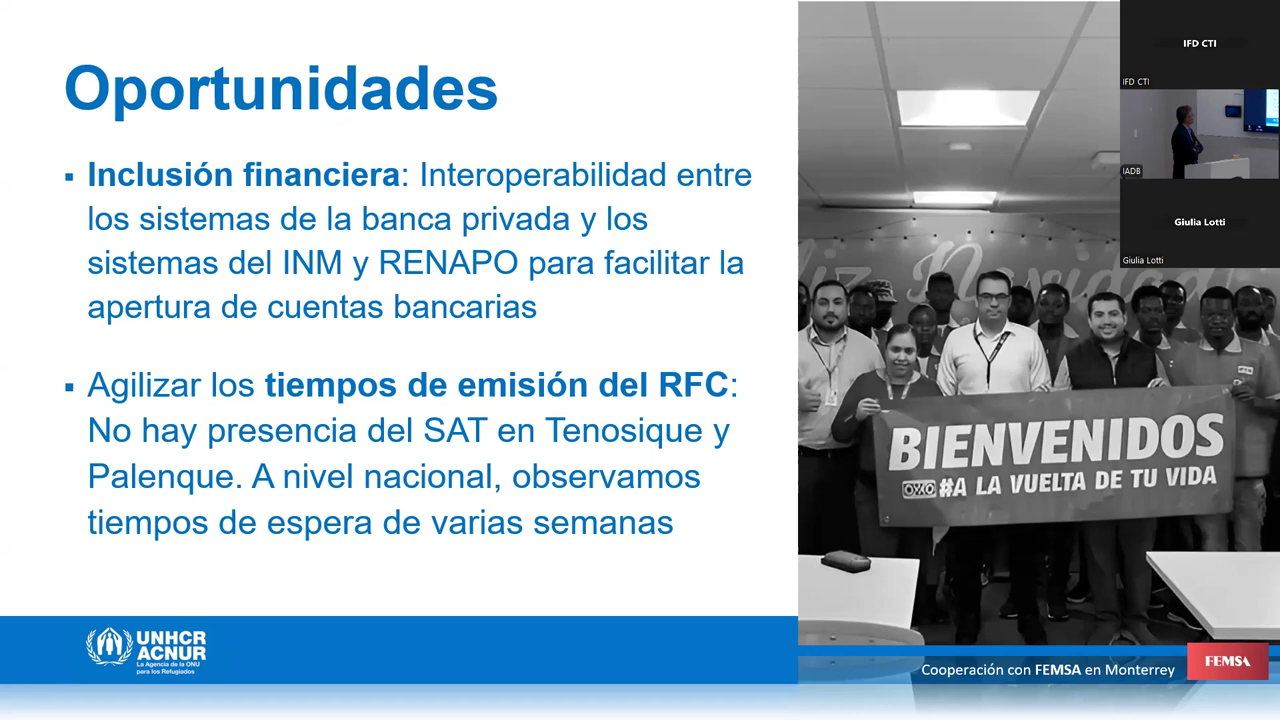 Oportunidades
▪ Inclusión financiera: Interoperabilidad entre
los sistemas de la banca privada y los
sistemas del INM y RENAPO para facilitar la
apertura de cuentas bancarias
▪ Agilizar los tiempos de emisión del RFC:
No hay presencia del SAT en Tenosique y
Palenque. A nivel nacional, observamos
tiempos de espera de varias semanas
UNHCR
ACNUR
La Agencia de la ONU
para los Refugiados
Navidad
BIENVENIDOS
OXXO #A LA VUELTA DE TU VIDA
Cooperación con FEMSA en Monterrey
FEMSA
IFD CTI
IFD CTI
IADB
Giulia Lotti
Giulia Lotti